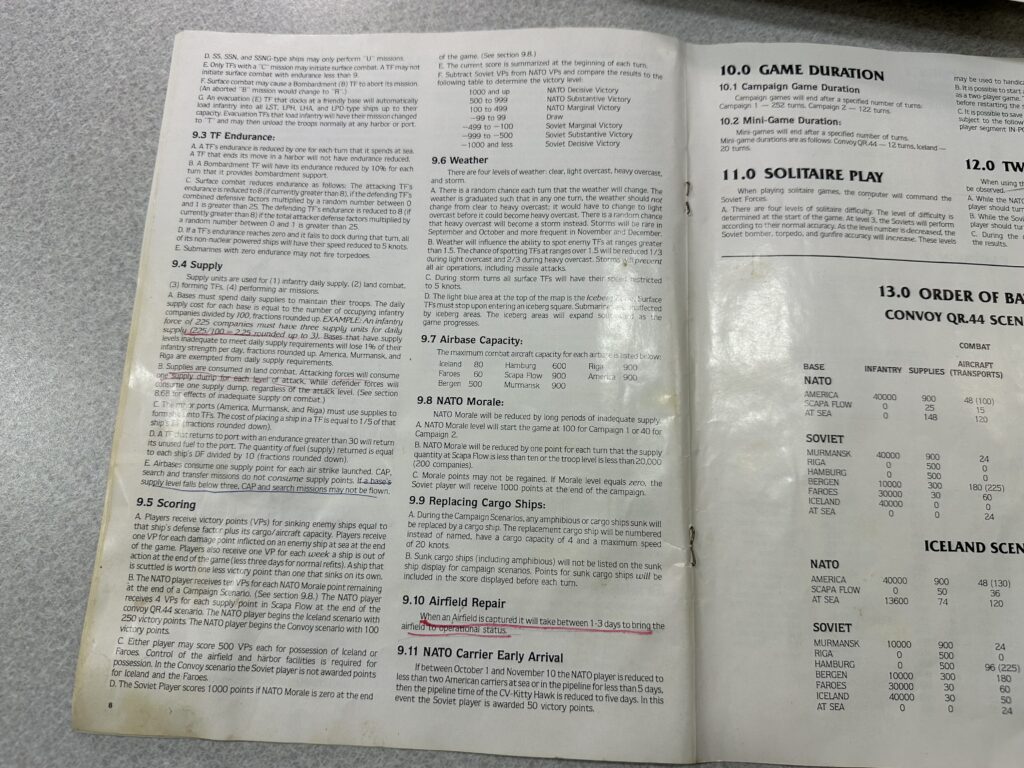 D. SS, SSN, and SSNG-type ships may only perform "U" missions.
E. Only TFs with a "C" mission may initiate surface combat. A TF may not
initiate surface combat with endurance less than 9.
F. Surface combat may cause a Bombardment (B) TF to abort its mission.
(An aborted "B" mission would change to "B".)
G. An evacuation (E) TF that docks at a friendly base will automatically
load infantry into all LST, LPH, LHA, and LPD type ships up to their
capacity. Evacuation TFs that load infantry will have their mission changed
to "T" and may then unload the troops normally at any harbor or port.
9.3 TF Endurance:
A. A TF's endurance is reduced by one for each turn that it spends at sea.
A TF that ends its move in a harbor will not have endurance reduced.
B. A Bombardment TF will have its endurance reduced by 10% for each
turn that it provides bombardment support.
C. Surface combat reduces endurance as follows: The attacking TF's
endurance is reduced to 8 (if currently greater than 8), if the defending TF's
combined defense factors multiplied by a random number between 0
and 1 is greater than 25. The defending TF's endurance is reduced to 8 (if
currently greater than 8) if the total attacker defense factors multiplied by
a random number between 0 and 1 is greater than 25.
D. If a TF's endurance reaches zero and it fails to dock during that turn, all
of its non nuclear powered ships will have their speed reduced to 5 knots.
E. Submarines with zero endurance may not fire torpedoes.
9.4 Supply
Supply units are used for (1) infantry daily supply, (2) land combat,
(3) forming TFs, (4) performing air missions.
A. Bases must spend daily supplies to maintain their troops. The daily
supply cost for each base is equal to the number of occupying infantry
companies divided by 100, fractions rounded up. EXAMPLE: An infantry
force of 225 companies must have three supply units for daily
supply (225/100 = 2.25 rounded up to 3). Bases that have supply
levels inadequate to meet daily supply requirements will lose 1% of their
infantry strength per day, fractions rounded up. America, Murmansk, and
Riga are exempted from daily supply requirements.
B. Supplies are consumed in land combat. Attacking forces will consume
one supply dump for each level of attack, while defender forces will
consume one supply dump, regardless of the attack level. (See section
8.68 for effects of inadequate supply on combat.)
C. The major ports (America, Murmansk, and Riga) must use supplies to
form ships into TFs. The cost of placing a ship in a TF is equal to 1/5 of that
ship's DF (fractions rounded down).
D. A TF that returns to port with an endurance greater than 30 will return
its unused fuel to the port. The quantity of fuel (supply) returned is equal
to each ship's DF divided by 10 (fractions rounded down).
E. Airbases consume one supply point for each air strike launched. CAP,
search and transfer missions do not consume supply points. If a base's
supply level falls below three, CAP and search missions may not be flown.
9.5 Scoring
A. Players receive victory points (VPs) for sinking enemy ships equal to
that ship's defense factor plus its cargo/aircraft capacity. Players receive
one VP for each damage point inflicted on an enemy ship at sea at the end
of the game. Players also receive one VP for each week a ship is out of
action at the end of the game (less three days for normal refits). A ship that
is scuttled is worth one less victory point than one that sinks on its own.
B. The NATO player receives ten VPs for each NATO Morale point remaining
at the end of a Campaign Scenario. (See section 9.8.) The NATO player
receives 4 VPs for each supply point in Scapa Flow at the end of the
convoy QR.44 scenario. The NATO player begins the Iceland scenario with
250 victory points. The NATO player begins the Convoy scenario with 100
victory points.
C. Either player may score 500 VPs each for possession of Iceland or
Faroes. Control of the airfield and harbor facilities is required for
possession. In the Convoy scenario the Soviet player is not awarded points
for Iceland and the Faroes.
D. The Soviet Player scores 1000 points if NATO Morale is zero at the end
8
of the game. (See section 9.8.)
E. The current score is summarized at the beginning of each turn.
F. Subtract Soviet VPs from NATO VPs and compare the results to the
following table to determine the victory level:
1000 and up NATO Decisive Victory
500 to 999 NATO Substantive Victory
100 to 499 NATO Marginal Victory
-99 to 99 Draw
-499 to -100 Soviet Marginal Victory
-999 to -500 Soviet Substantive Victory
-1000 and less Soviet Decisive Victory
9.6 Weather
There are four levels of weather: clear, light overcast, heavy overcast,
and storm.
A. There is a random chance each turn that the weather will change. The
weather is graduated such that in any one turn, the weather should not
change from clear to heavy overcast; it would have to change to light
overcast before it could become heavy overcast. There is a random chance
that heavy overcast will become a storm instead. Storms will be rare in
September and October and more frequent in November and December.
B. Weather will influence the ability to spot enemy TFs at ranges greater
than 1.5. The chance of spotting TFs at ranges over 1.5 will be reduced 1/3
during light overcast and 2/3 during heavy overcast. Storms will prevent
all air operations, including missile attacks.
C. During storm turns all surface TFs will have their speed restricted
to 5 knots.
D. The light blue area at the top of the map is the Iceberg Zone. Surface
TFs must stop upon entering an iceberg square. Submarines are unaffected
by iceberg areas. The iceberg areas will expand southward as the
game progresses.
9.7 Airbase Capacity:
The maximum combat aircraft capacity for each airbase is listed below:
Iceland 80 Hamburg 600 Riga 900
Faroes 60 Scapa Flow 900 America 900
Bergen 500 Murmansk 900
9.8 NATO Morale:
NATO Morale will be reduced by long periods of inadequate supply.
A. NATO Morale level will start the game at 100 for Campaign 1 or 40 for
Campaign 2.
B. NATO Morale will be reduced by one point for each turn that the supply
quantity at Scapa Flow is less than ten or the troop level is less than 20,000
(200 companies).
C. Morale points may not be regained. If Morale level equals zero, the
Soviet player will receive 1000 points at the end of the campaign.
9.9 Replacing Cargo Ships:
A. During the Campaign Scenarios, any amphibious or cargo ships sunk will
be replaced by a cargo ship. The replacement cargo ship will be numbered
instead of named, have a cargo capacity of 4 and a maximum speed
of 20 knots.
B. Sunk cargo ships (including amphibious) will not be listed on the sunk
ship display for campaign scenarios. Points for sunk cargo ships will be
included in the score displayed before each turn.
9.10 Airfield Repair
When an Airfield is captured it will take between 1-3 days to bring the
airfield to operational status.
9.11 NATO Carrier Early Arrival
If between October 1 and November 10 the NATO player is reduced to
less than two American carriers at sea or in the pipeline for less than 5 days,
then the pipeline time of the CV-Kitty Hawk is reduced to five days. In this
event the Soviet player is awarded 50 victory points.
10.0 GAME DURATION
10.1 Campaign Game Duration
Campaign games will end after a specified number of turns:
Campaign 1 — 252 turns. Campaign 2 — 122 turns.
10.2 Mini-Game Duration:
Mini-games will end after a specified number of turns.
Mini-game durations are as follows: Convoy QR.44 — 12 turns, Iceland —
20 turns.
11.0 SOLITAIRE PLAY
When playing solitaire games, the computer will command the
Soviet Forces.
A. There are four levels of solitaire difficulty. The level of difficulty is
determined at the start of the game. At level 3, the Soviets will perform
according to their normal accuracy. As the level number is decreased, the
Soviet bomber, torpedo, and gunfire accuracy will increase. These levels
may be used to handic
B. It is possible to start a
as a two-player game.
before restarting the
C. It is possible to save
subject to the follow
player segment IN-P
12.0 TW
When using t
be observed.
A. While the NATO
player should turn
B. While the Sov
player should tur
C. During the
the results.
13.0 ORDER OF BA
CONVOY QR.44 SCEN
COMBAT
AIRCRAFT
BASE INFANTRY SUPPLIES (TRANSPORTS)
NATO
AMERICA 40000 900 48 (100)
SCAPA FLOW 0 25 15
AT SEA 0 148 120
SOVIET
MURMANSK 40000 900 24
RIGA 0 500 0
HAMBURG 0 500 0
BERGEN 10000 300 180 (225)
FAROES 30000 30 60
ICELAND 40000 0 0
AT SEA 0 0 24
ICELAND SCEN
NATO
AMERICA 40000 900 48 (130)
SCAPA FLOW 0 50 36
AT SEA 13600 74 120
SOVIET
MURMANSK 10000 900 24
RIGA 0 500 0
HAMBURG 0 500 96 (225)
BERGEN 10000 300 180
FAROES 30000 30 60
ICELAND 40000 30 50
AT SEA 0 0 24